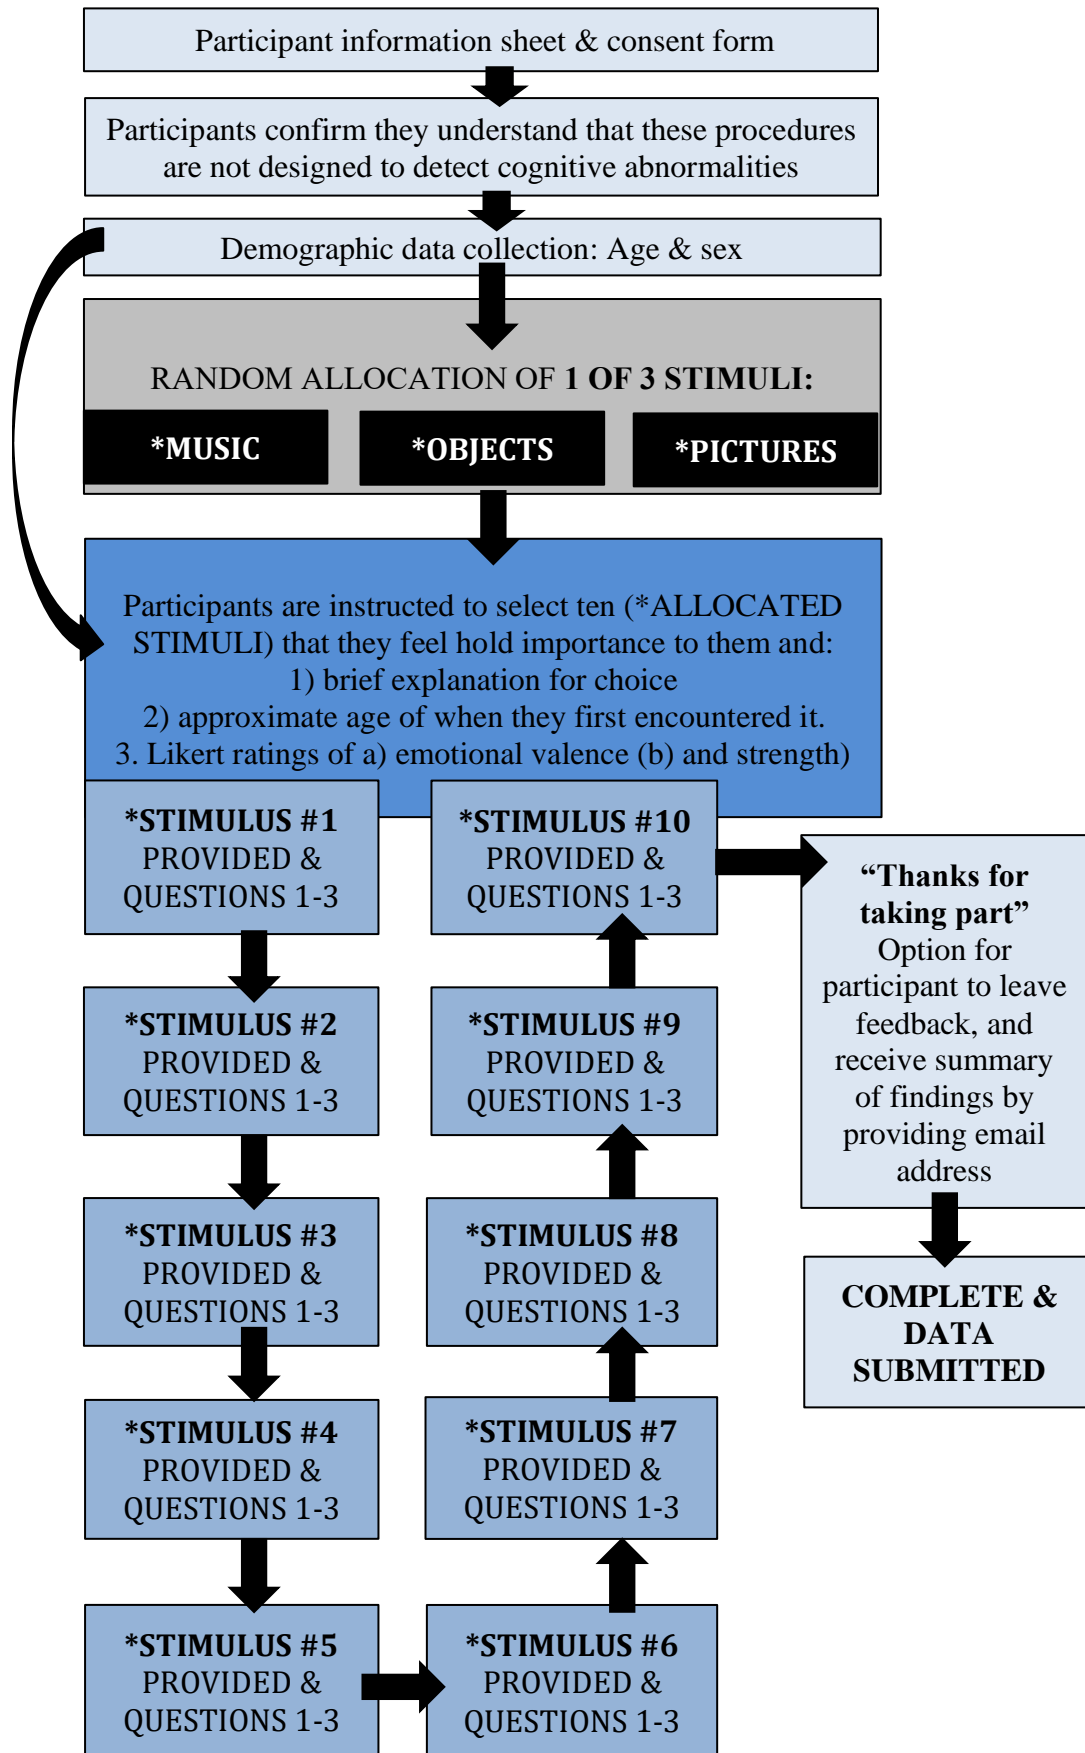 Participant information sheet & consent form
Participants confirm they understand that these procedures
are not designed to detect cognitive abnormalities
Demographic data collection: Age & sex
RANDOM ALLOCATION OF 1 OF 3 STIMULI:
*MUSIC
*OBJECTS
*PICTURES
Participants are instructed to select ten (*ALLOCATED
STIMULI) that they feel hold importance to them and:
1) brief explanation for choice
2) approximate age of when they first encountered it.
3. Likert ratings of a) emotional valence (b) and strength)
*STIMULUS #1
PROVIDED &
QUESTIONS 1-3
*STIMULUS #2
PROVIDED &
QUESTIONS 1-3
*STIMULUS #3
PROVIDED &
QUESTIONS 1-3
*STIMULUS #4
PROVIDED &
QUESTIONS 1-3
*STIMULUS #5
PROVIDED &
QUESTIONS 1-3
*STIMULUS #6
PROVIDED &
QUESTIONS 1-3
*STIMULUS #7
PROVIDED &
QUESTIONS 1-3
*STIMULUS #8
PROVIDED &
QUESTIONS 1-3
*STIMULUS #9
PROVIDED &
QUESTIONS 1-3
*STIMULUS #10
PROVIDED &
QUESTIONS 1-3
“Thanks for
taking part”
Option for
participant to leave
feedback, and
receive summary
of findings by
providing email
address
COMPLETE &
DATA
SUBMITTED